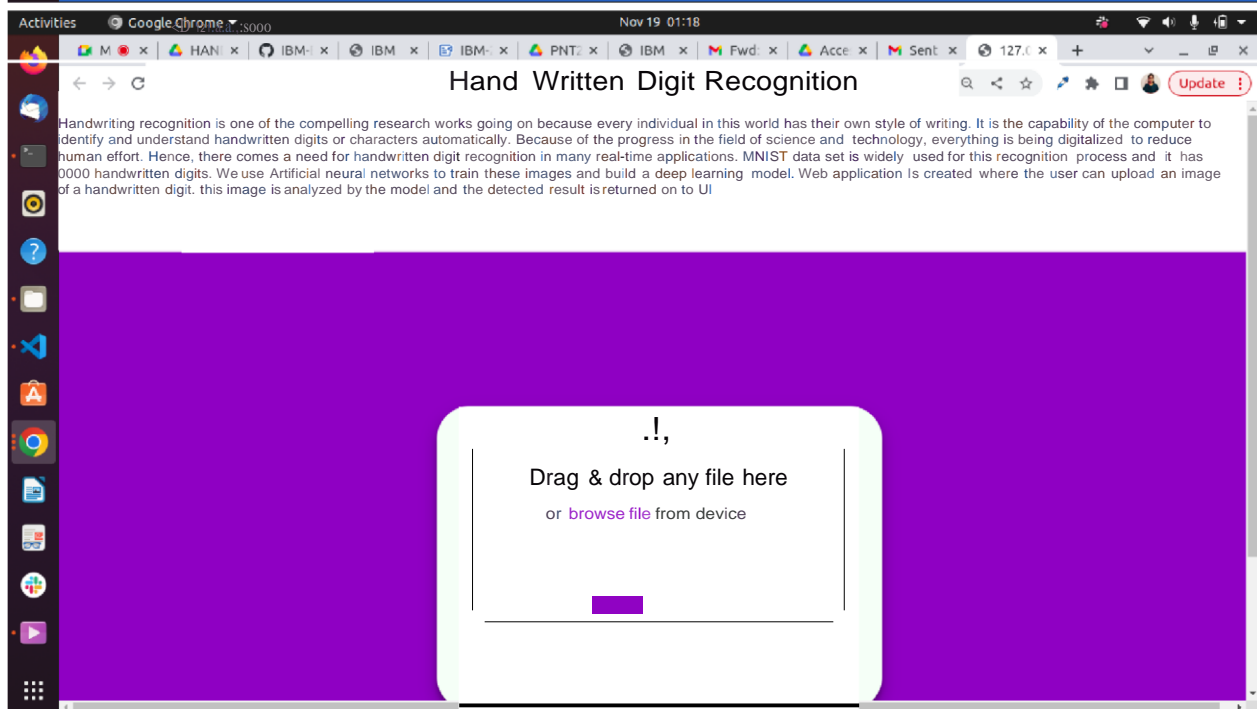 Activities Google Chrome Nov 19 01:18
M HANI IBM-I IBM IBM-: PNT2 IBM Fwd: Acce Sent 127.0
Hand Written Digit Recognition
Update
Handwriting recognition is one of the compelling research works going on because every individual in this world has their own style of writing. It is the capability of the computer to
identify and understand handwritten digits or characters automatically. Because of the progress in the field of science and technology, everything is being digitalized to reduce
human effort. Hence, there comes a need for handwritten digit recognition in many real-time applications. MNIST data set is widely used for this recognition process and it has
0000 handwritten digits. We use Artificial neural networks to train these images and build a deep learning model. Web application Is created where the user can upload an image
of a handwritten digit. this image is analyzed by the model and the detected result is returned on to UI
.!,
Drag & drop any file here
or browse file from device